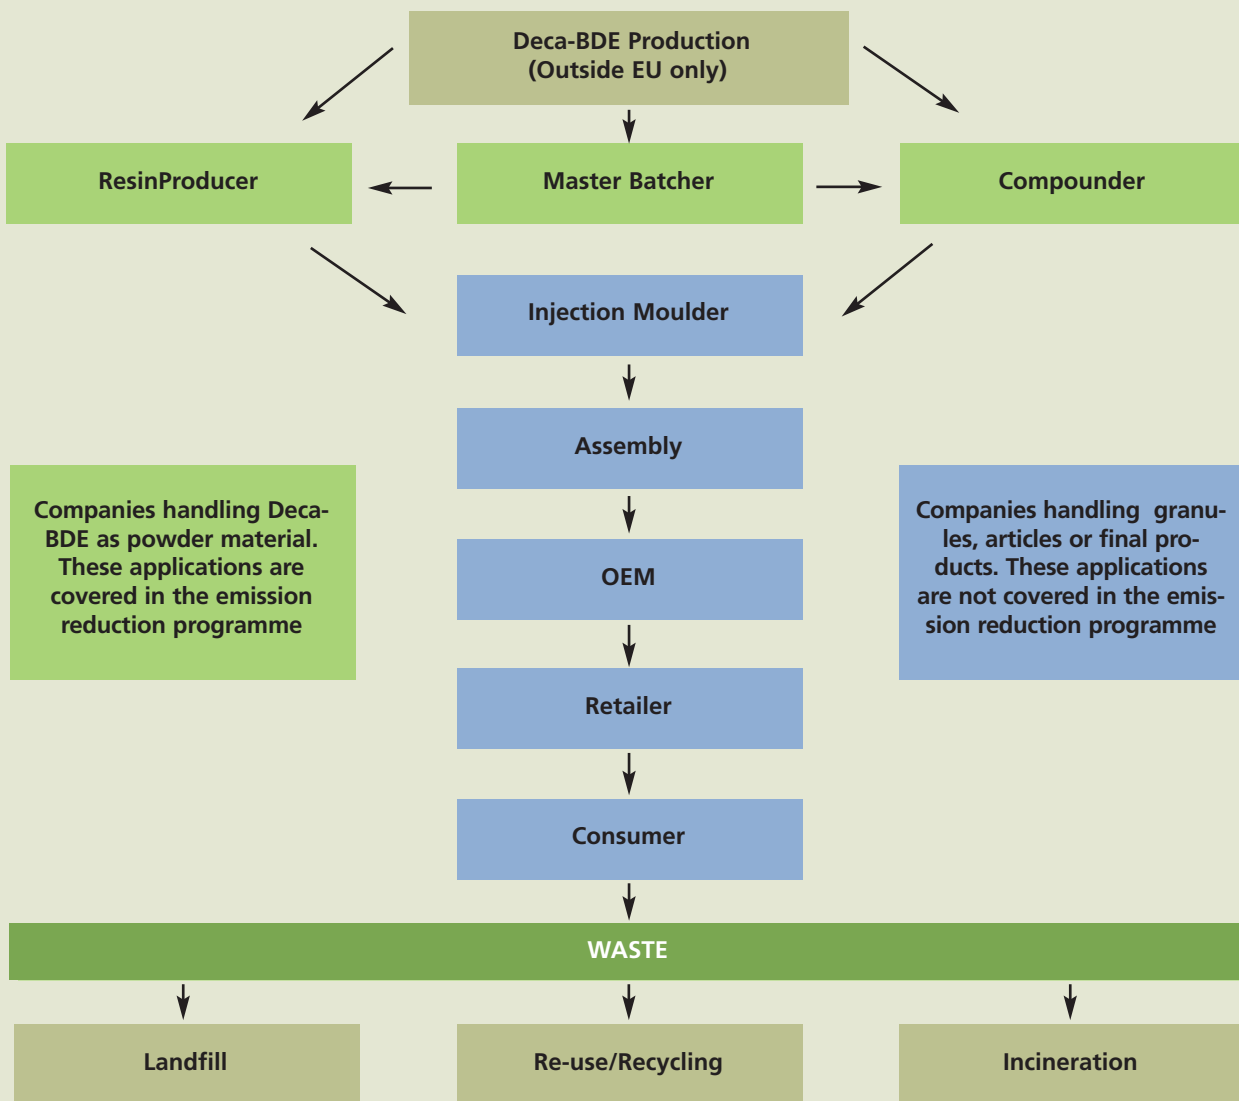 Deca-BDE Production
(Outside EU only)
ResinProducer
Master Batcher
Compounder
Injection Moulder
Assembly
Companies handling Deca-
BDE as powder material.
These applications are
covered in the emission
reduction programme
OEM
Companies handling  granu-
les, articles or final pro-
ducts. These applications
are not covered in the emis-
sion reduction programme
Retailer
Consumer
WASTE
Landfill
Re-use/Recycling
Incineration